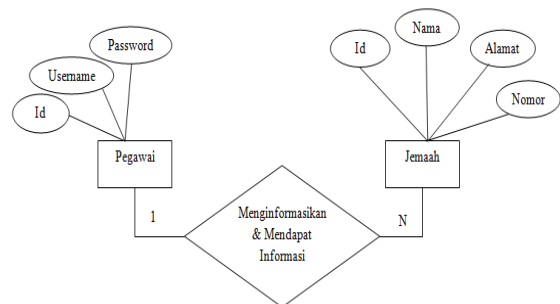 Password
Username
Id
Pegawai
Id
Nama
Alamat
Nomor
Jemaah
1
Menginformasikan
& Mendapat
Informasi
N